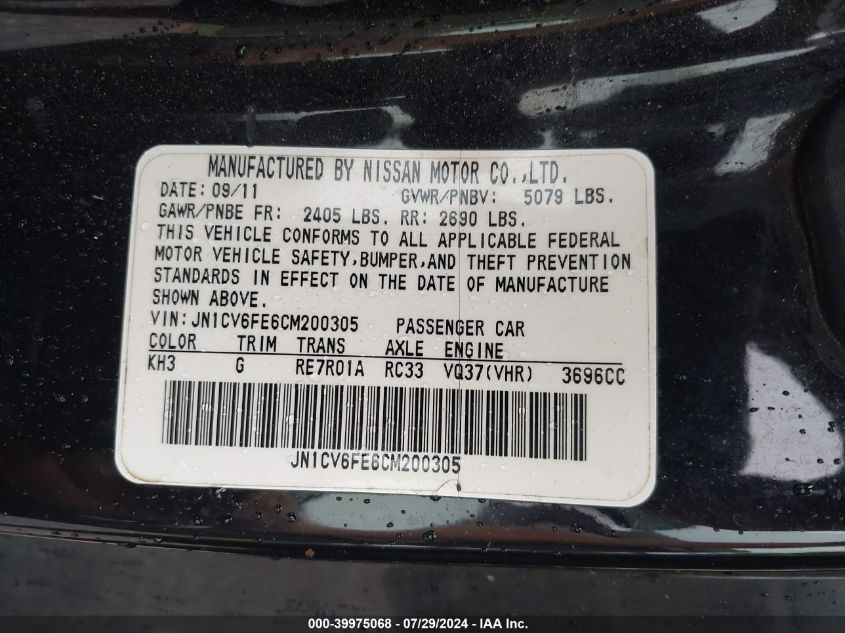 MANUFACTURED BY NISSAN MOTOR CO.,LTD.
DATE: 09/11 GVWR/PNBV: 5079 LBS.
GAWR/PNBE FR: 2405 LBS. RR: 2690 LBS.
THIS VEHICLE CONFORMS TO ALL APPLICABLE FEDERAL
MOTOR VEHICLE SAFETY,BUMPER,AND THEFT PREVENTION
STANDARDS IN EFFECT ON THE DATE OF MANUFACTURE
SHOWN ABOVE.
VIN:JN1CV6FE6CM200305 PASSENGER CAR
COLOR TRIM TRANS AXLE ENGINE
KH3 G RE7R01A RC33 VQ37(VHR) 3696CC
JN1CV6FE6CM200305
000-39975068 - 07/29/2024 - IAA Inc.